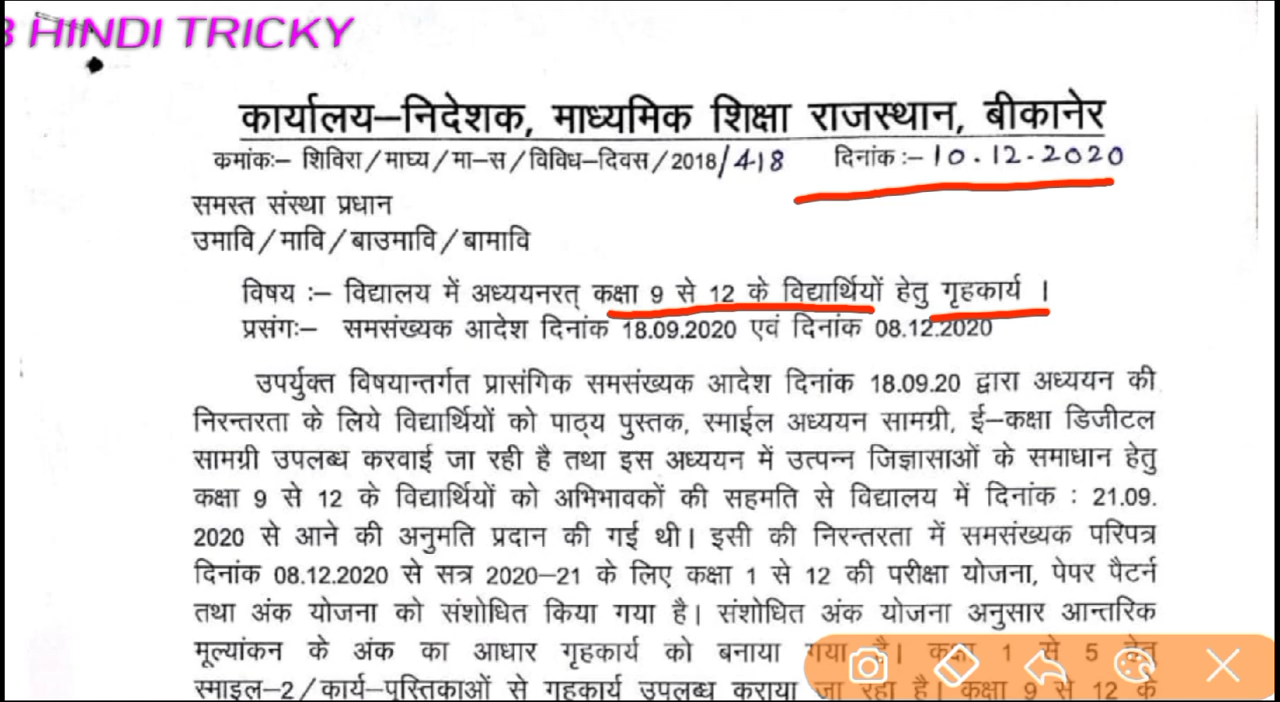 HINDI TRICKY
कार्यालय–निदेशक, माध्यमिक शिक्षा राजस्थान, बीकानेर
कमांकः– शिविरा/माध्य/मा–स/विविध–दिवस/2018/418 दिनांक :– 10.12.2020
समस्त संस्था प्रधान
उमावि/मावि/बाउमावि/बामावि
विषय :– विद्यालय में अध्ययनरत् कक्षा 9 से 12 के विद्यार्थियों हेतु गृहकार्य ।
प्रसंगः– समसंख्यक आदेश दिनांक 18.09.2020 एवं दिनांक 08.12.2020
उपर्युक्त विषयान्तर्गत प्रासंगिक समसंख्यक आदेश दिनांक 18.09.20 द्वारा अध्ययन की
निरन्तरता के लिये विद्यार्थियों को पाठ्य पुस्तक, स्माईल अध्ययन सामग्री, ई–कक्षा डिजीटल
सामग्री उपलब्ध करवाई जा रही है तथा इस अध्ययन में उत्पन्न जिज्ञासाओं के समाधान हेतु
कक्षा 9 से 12 के विद्यार्थियों को अभिभावकों की सहमति से विद्यालय में दिनांक : 21.09.
2020 से आने की अनुमति प्रदान की गई थी। इसी की निरन्तरता में समसंख्यक परिपत्र
दिनांक 08.12.2020 से सत्र 2020–21 के लिए कक्षा 1 से 12 की परीक्षा योजना, पेपर पैटर्न
तथा अंक योजना को संशोधित किया गया है। संशोधित अंक योजना अनुसार आन्तरिक
मूल्यांकन के अंक का आधार गृहकार्य को बनाया गया है। कक्षा 1 से 5 हेतु
स्माइल–2/कार्य–पुस्तिकाओं से गृहकार्य उपलब्ध कराया जा रहा है। कक्षा 9 से 12 के